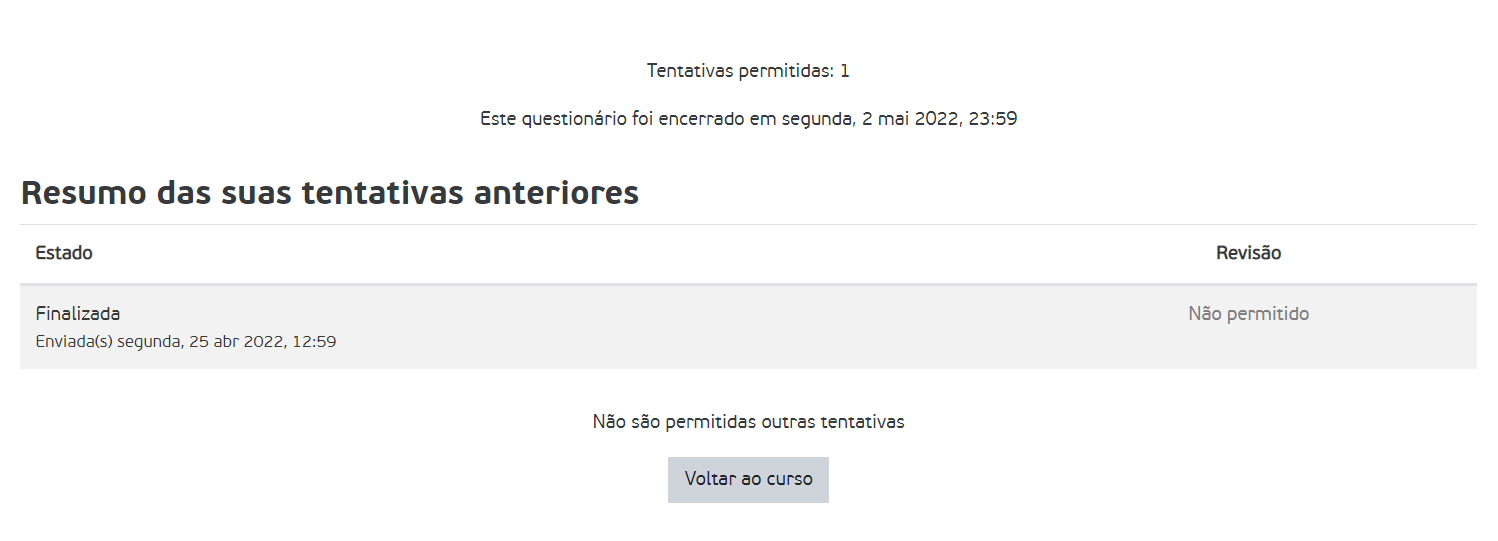 Tentativas permitidas: 1
Este questionário foi encerrado em segunda, 2 mai 2022, 23:59
Resumo das suas tentativas anteriores
Estado Revisão
Finalizada Não permitido
Enviada(s) segunda, 25 abr 2022, 12:59
Não são permitidas outras tentativas
Voltar ao curso